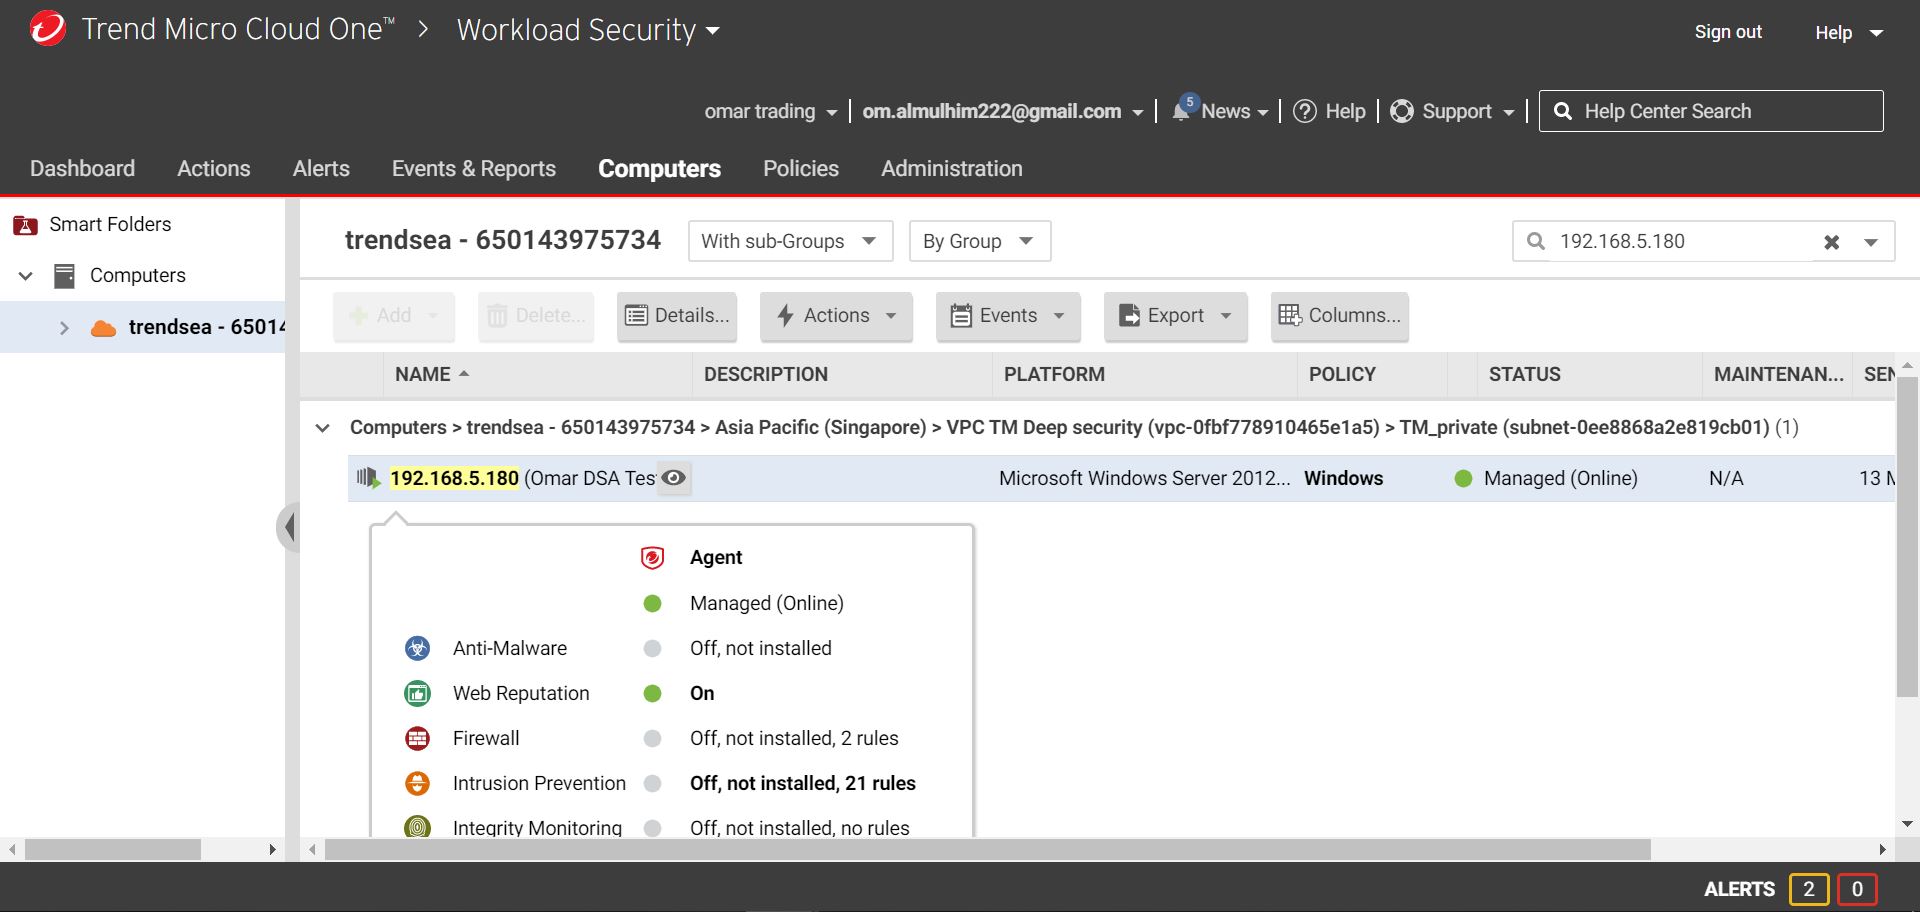 Trend Micro Cloud One™ > Workload Security
Sign out Help
omar trading om.almulhim222@gmail.com 5 News Help Support Help Center Search
Dashboard Actions Alerts Events & Reports Computers Policies Administration
Smart Folders
Computers
trendsea - 6501
trendsea - 650143975734 With sub-Groups By Group 192.168.5.180
Add Delete... Details... Actions Events Export Columns...
NAME DESCRIPTION PLATFORM POLICY STATUS MAINTENAN... SEN
Computers > trendsea - 650143975734 > Asia Pacific (Singapore) > VPC TM Deep security (vpc-0fbf778910465e1a5) > TM_private (subnet-0ee8868a2e819cb01) (1)
192.168.5.180 (Omar DSA Tes Microsoft Windows Server 2012... Windows Managed (Online) N/A 13 M
Agent
Managed (Online)
Anti-Malware Off, not installed
Web Reputation On
Firewall Off, not installed, 2 rules
Intrusion Prevention Off, not installed, 21 rules
Integrity Monitoring Off, not installed, no rules
ALERTS 2 0